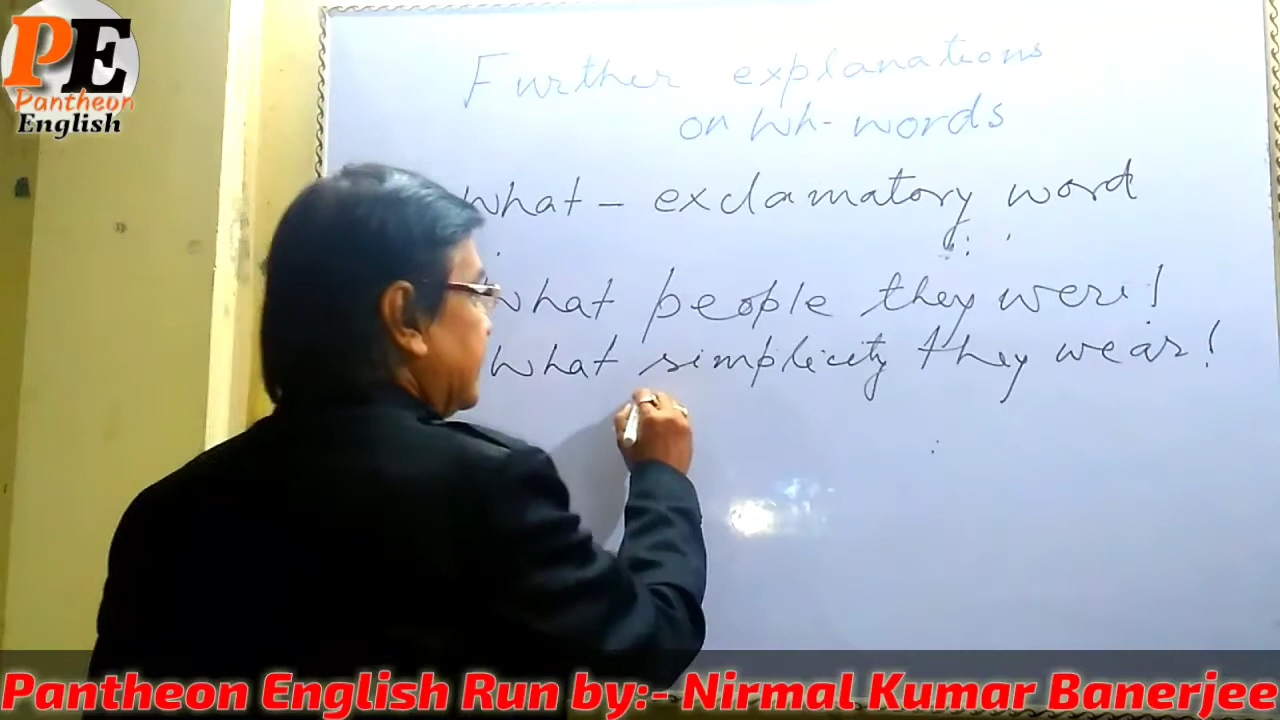 PE
Pantheon
English
Further explanations
on Wh- words
What - exclamatory word
What people they were!
What simplicity they wear!
Pantheon English Run by:- Nirmal Kumar Banerjee